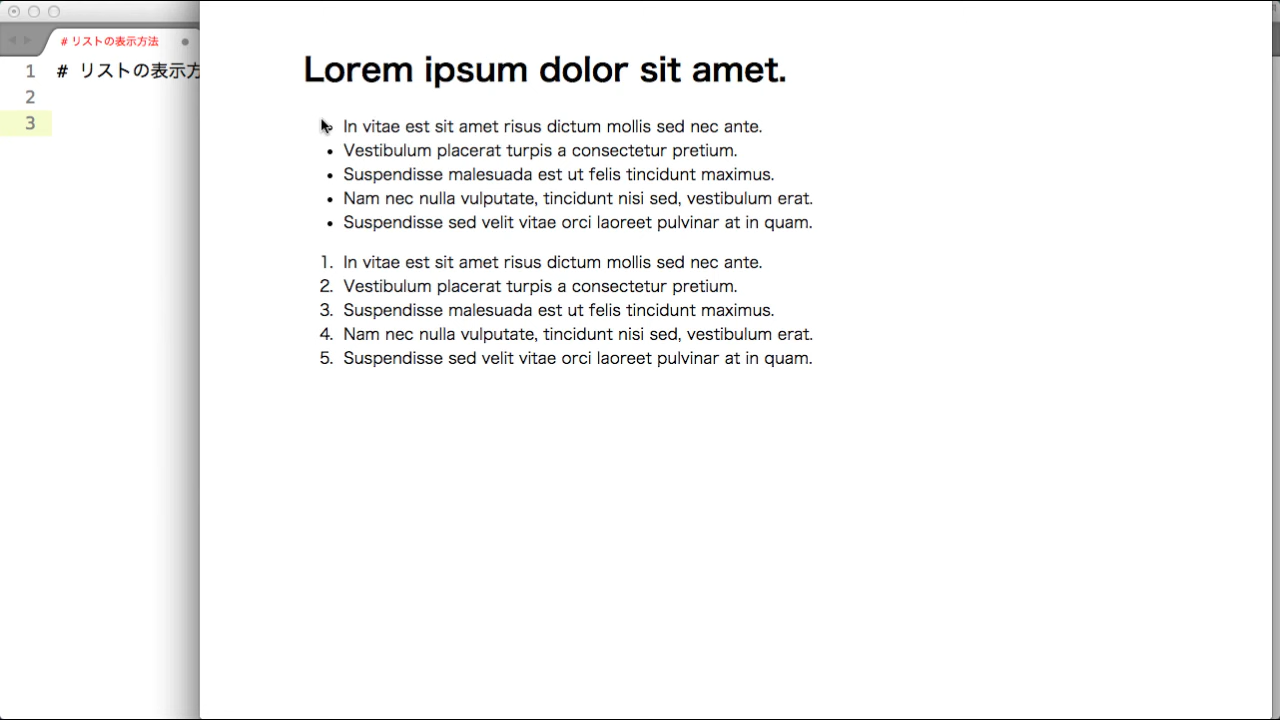 # リストの表示方法
1 # リストの表示方
2
3
Lorem ipsum dolor sit amet.
• In vitae est sit amet risus dictum mollis sed nec ante.
• Vestibulum placerat turpis a consectetur pretium.
• Suspendisse malesuada est ut felis tincidunt maximus.
• Nam nec nulla vulputate, tincidunt nisi sed, vestibulum erat.
• Suspendisse sed velit vitae orci laoreet pulvinar at in quam.
1. In vitae est sit amet risus dictum mollis sed nec ante.
2. Vestibulum placerat turpis a consectetur pretium.
3. Suspendisse malesuada est ut felis tincidunt maximus.
4. Nam nec nulla vulputate, tincidunt nisi sed, vestibulum erat.
5. Suspendisse sed velit vitae orci laoreet pulvinar at in quam.